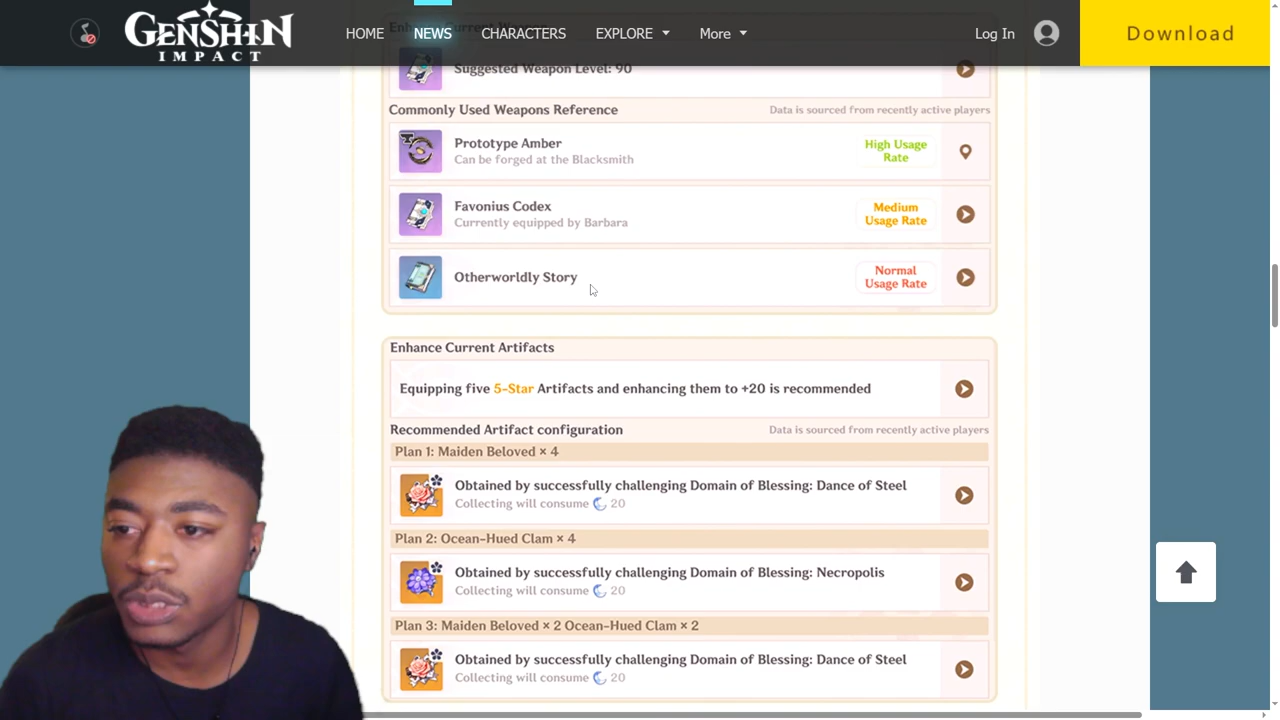 GENSHIN
IMPACT
HOME NEWS CHARACTERS EXPLORE More Log In Download
Enhance Current Weapon
Suggested Weapon Level: 90
Commonly Used Weapons Reference Data is sourced from recently active players
Prototype Amber
Can be forged at the Blacksmith
High Usage
Rate
Favonius Codex
Currently equipped by Barbara
Medium
Usage Rate
Otherworldly Story
Normal
Usage Rate
Enhance Current Artifacts
Equipping five 5-Star Artifacts and enhancing them to +20 is recommended
Recommended Artifact configuration Data is sourced from recently active players
Plan 1: Maiden Beloved × 4
Obtained by successfully challenging Domain of Blessing: Dance of Steel
Collecting will consume 20
Plan 2: Ocean-Hued Clam × 4
Obtained by successfully challenging Domain of Blessing: Necropolis
Collecting will consume 20
Plan 3: Maiden Beloved × 2 Ocean-Hued Clam × 2
Obtained by successfully challenging Domain of Blessing: Dance of Steel
Collecting will consume 20